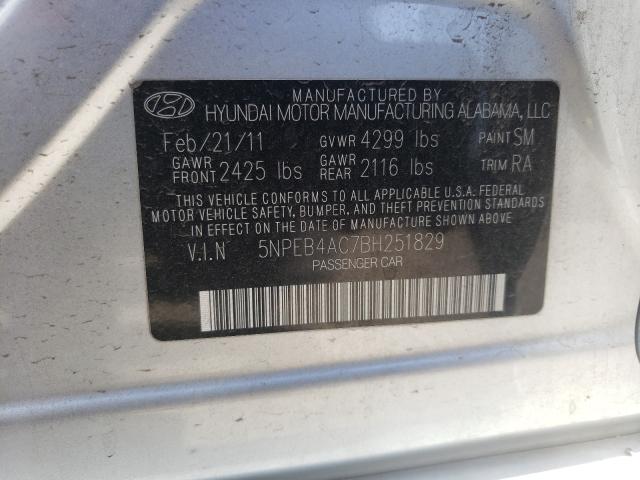 MANUFACTURED BY
HYUNDAI MOTOR MANUFACTURING ALABAMA, LLC
Feb/21/11 GVWR 4299 lbs PAINT SM
GAWR FRONT 2425 lbs GAWR REAR 2116 lbs TRIM RA
THIS VEHICLE CONFORMS TO ALL APPLICABLE U.S.A. FEDERAL
MOTOR VEHICLE SAFETY, BUMPER, AND THEFT PREVENTION STANDARDS
IN EFFECT ON THE DATE OF MANUFACTURE SHOWN ABOVE.
V.I.N 5NPEB4AC7BH251829
PASSENGER CAR